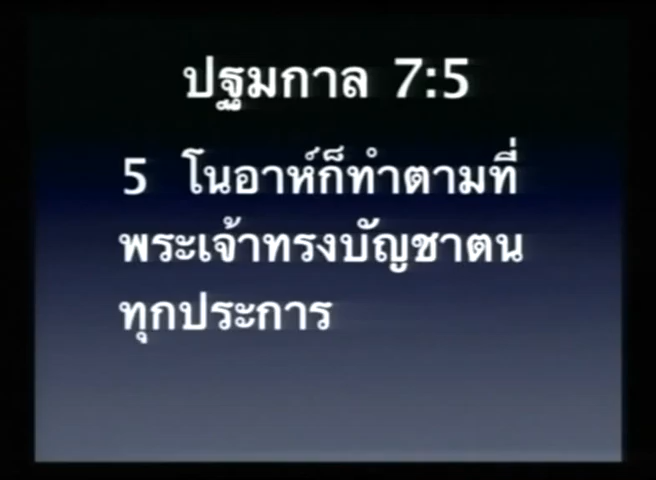 ปฐมกาล 7:5
5 โนอาห์ก็ทำตามที่
พระเจ้าทรงบัญชาตน
ทุกประการ